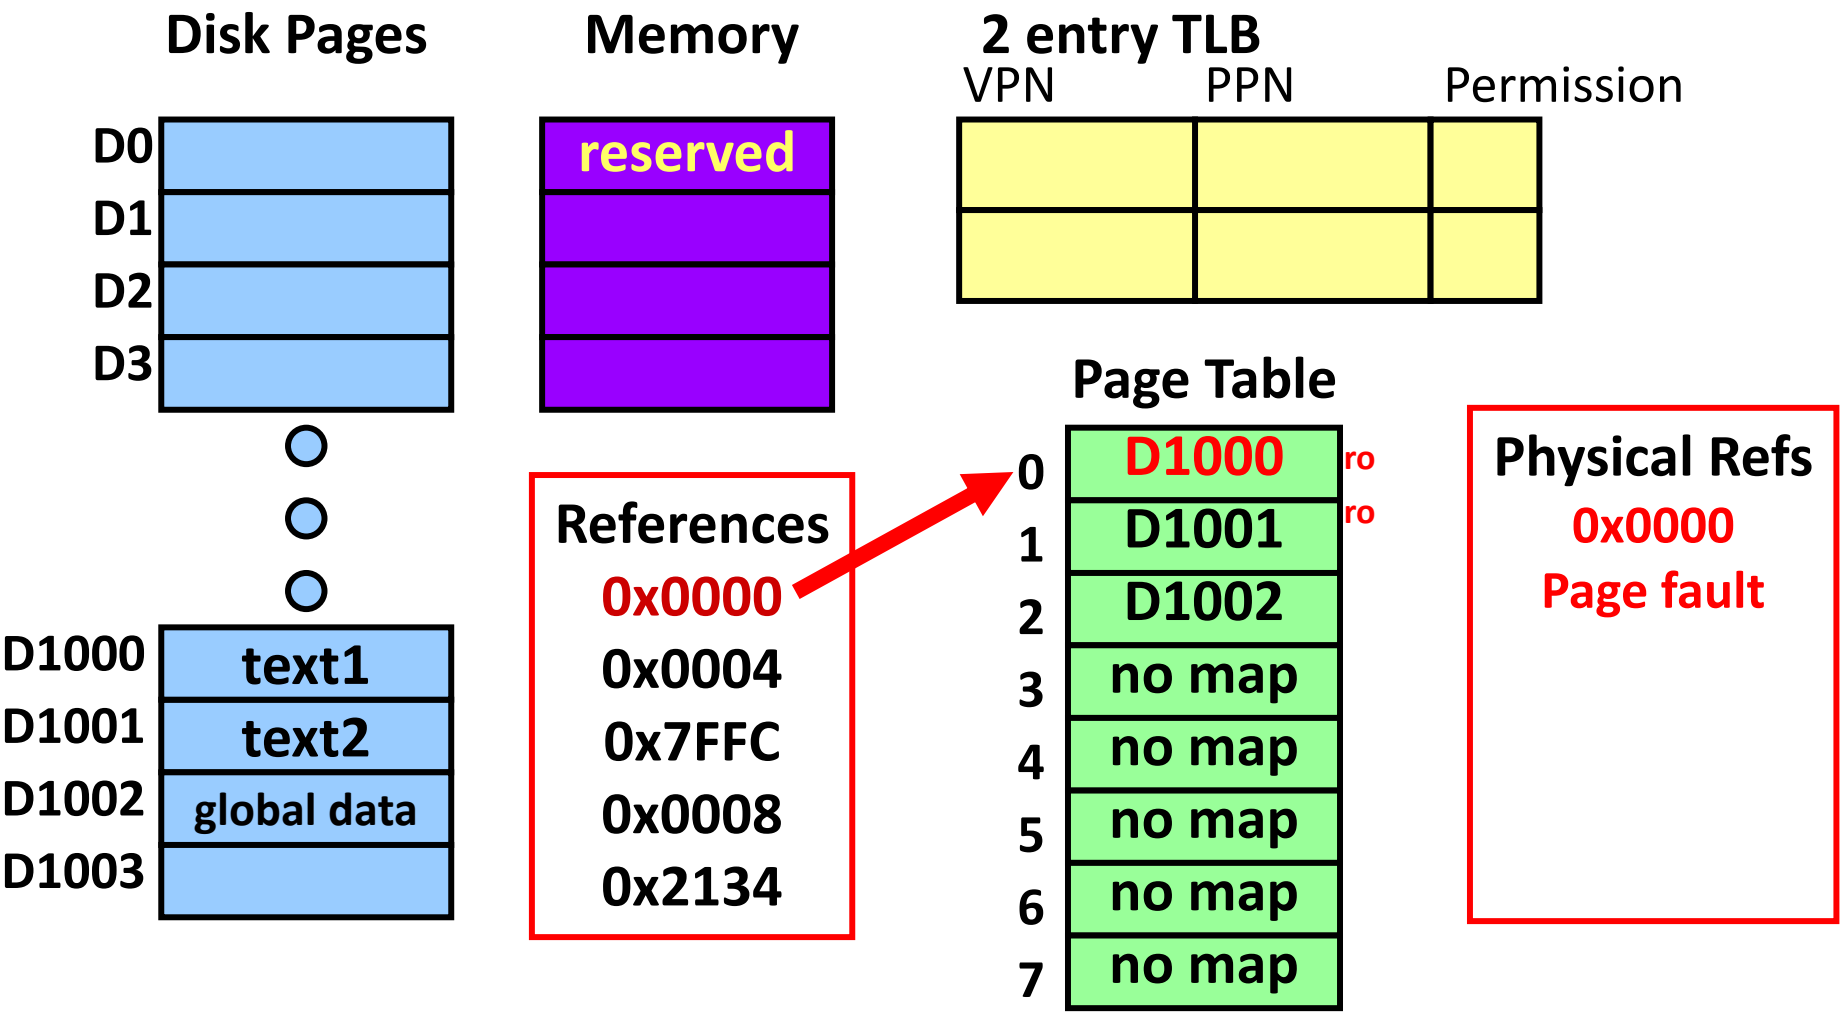 Disk Pages
D0
D1
D2
D3
D1000 text1
D1001 text2
D1002 global data
D1003
Memory
reserved
References
0x0000
0x0004
0x7FFC
0x0008
0x2134
2 entry TLB
VPN PPN Permission
Page Table
0 D1000 ro
1 D1001 ro
2 D1002
3 no map
4 no map
5 no map
6 no map
7 no map
Physical Refs
0x0000
Page fault